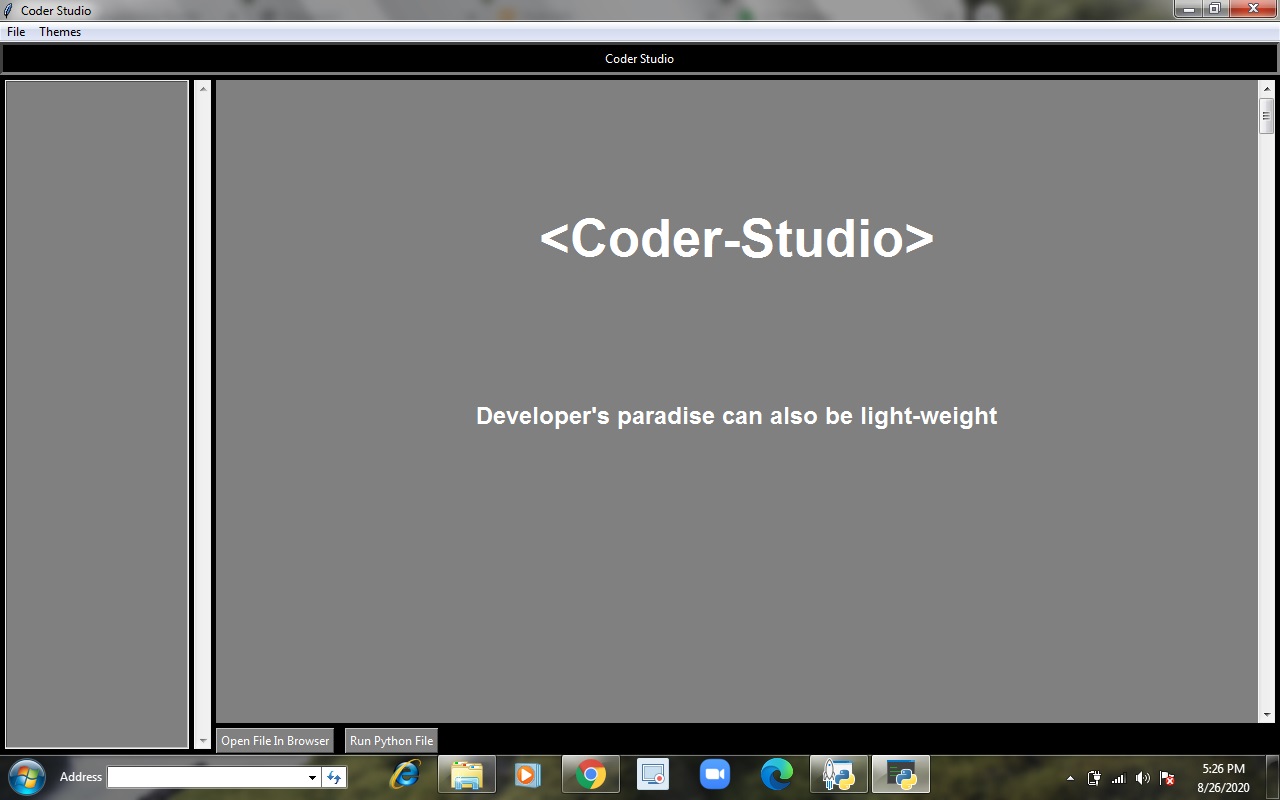 Coder Studio
File Themes
Coder Studio
<Coder-Studio>
Developer's paradise can also be light-weight
Open File In Browser Run Python File
Address
5:26 PM
8/26/2020